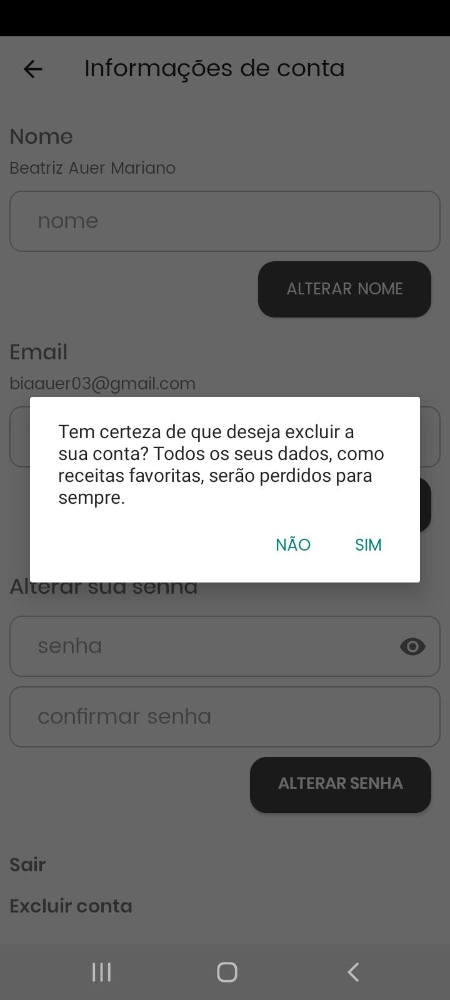 Informações de conta
Nome
Beatriz Auer Mariano
nome
ALTERAR NOME
Email
biaauer03@gmail.com
Tem certeza de que deseja excluir a
sua conta? Todos os seus dados, como
receitas favoritas, serão perdidos para
sempre.
NÃO SIM
Alterar sua senha
senha
confirmar senha
ALTERAR SENHA
Sair
Excluir conta